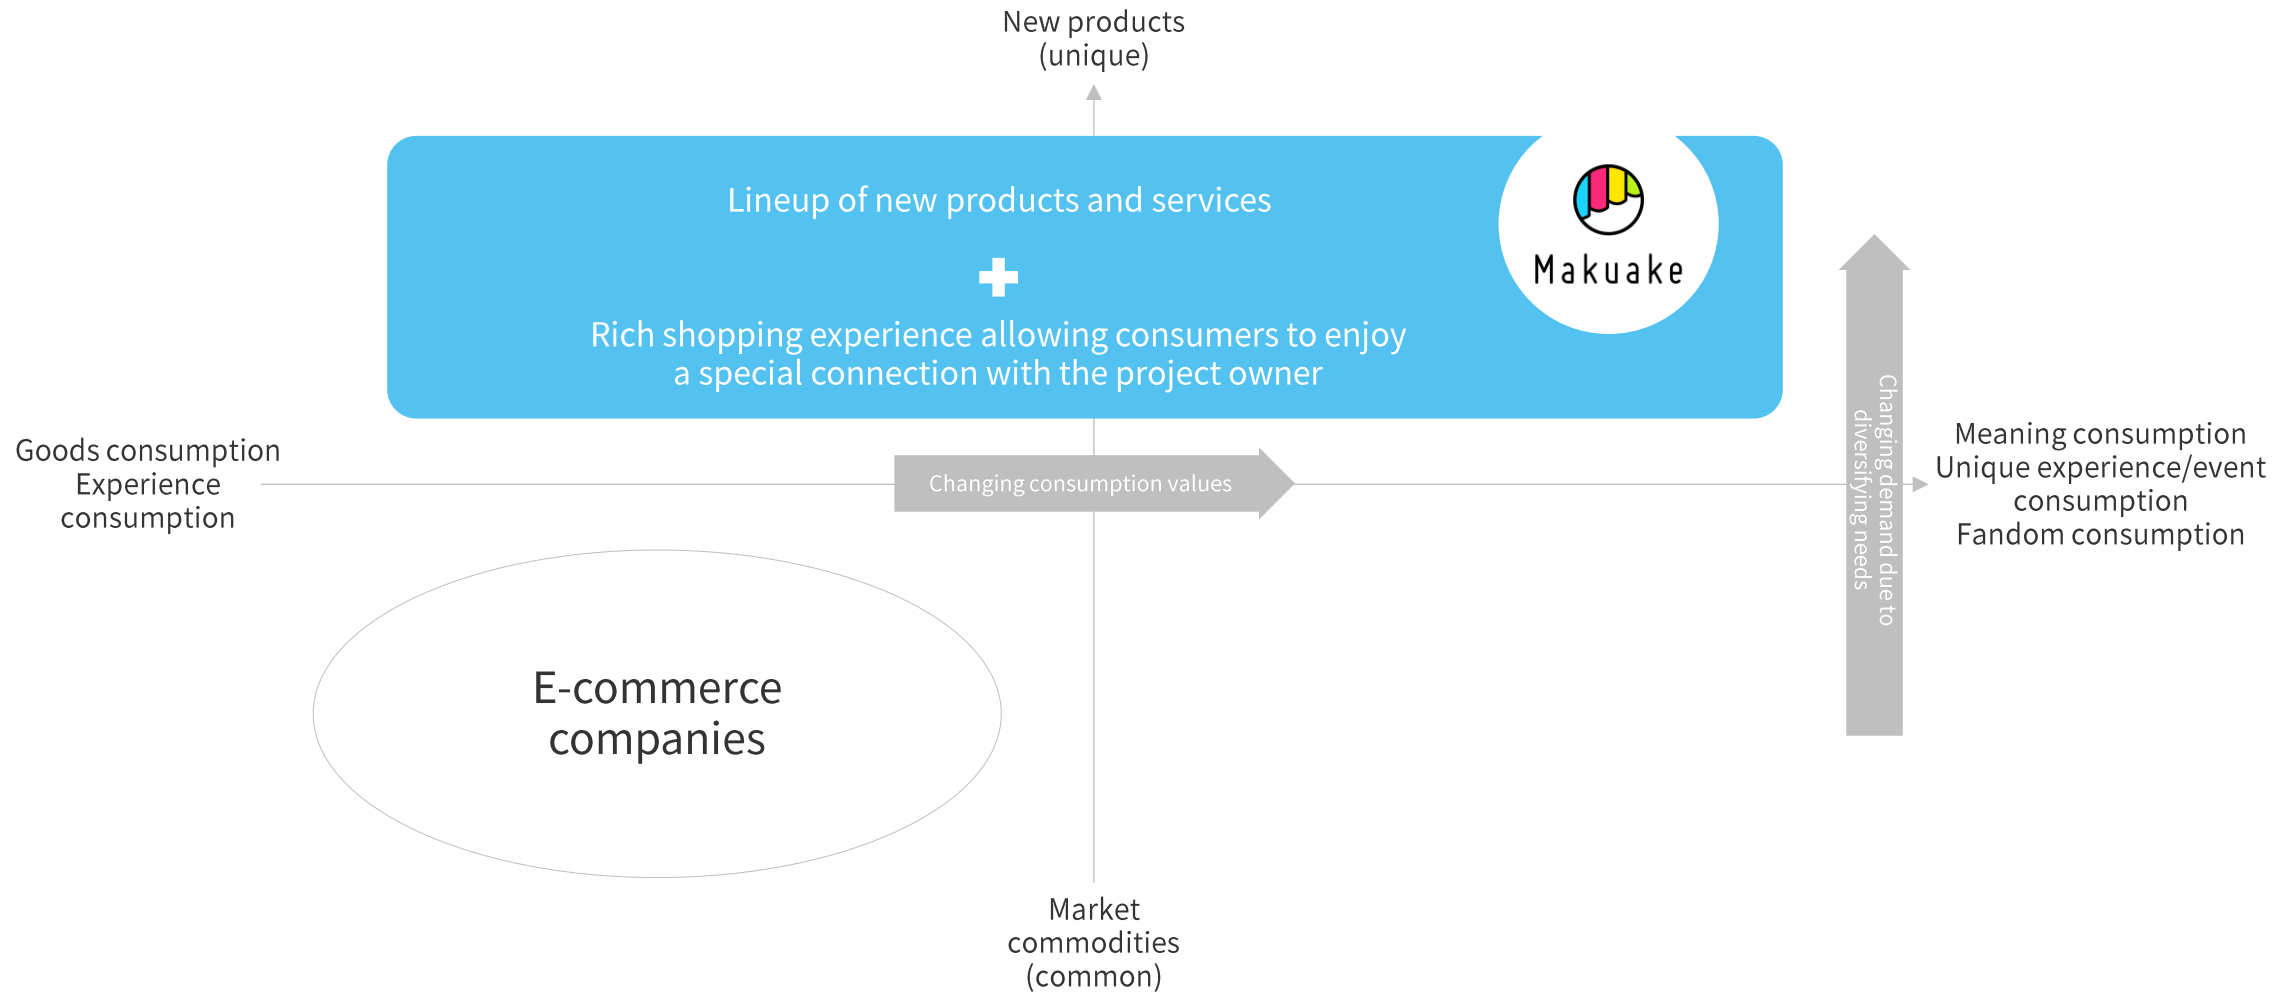 New products
(unique)
Lineup of new products and services
Makuake
Rich shopping experience allowing consumers to enjoy
a special connection with the project owner
Goods consumption
Experience
consumption
Changing consumption values
Changing demand due to
diversifying needs
Meaning consumption
Unique experience/event
consumption
Fandom consumption
E-commerce
companies
Market
commodities
(common)